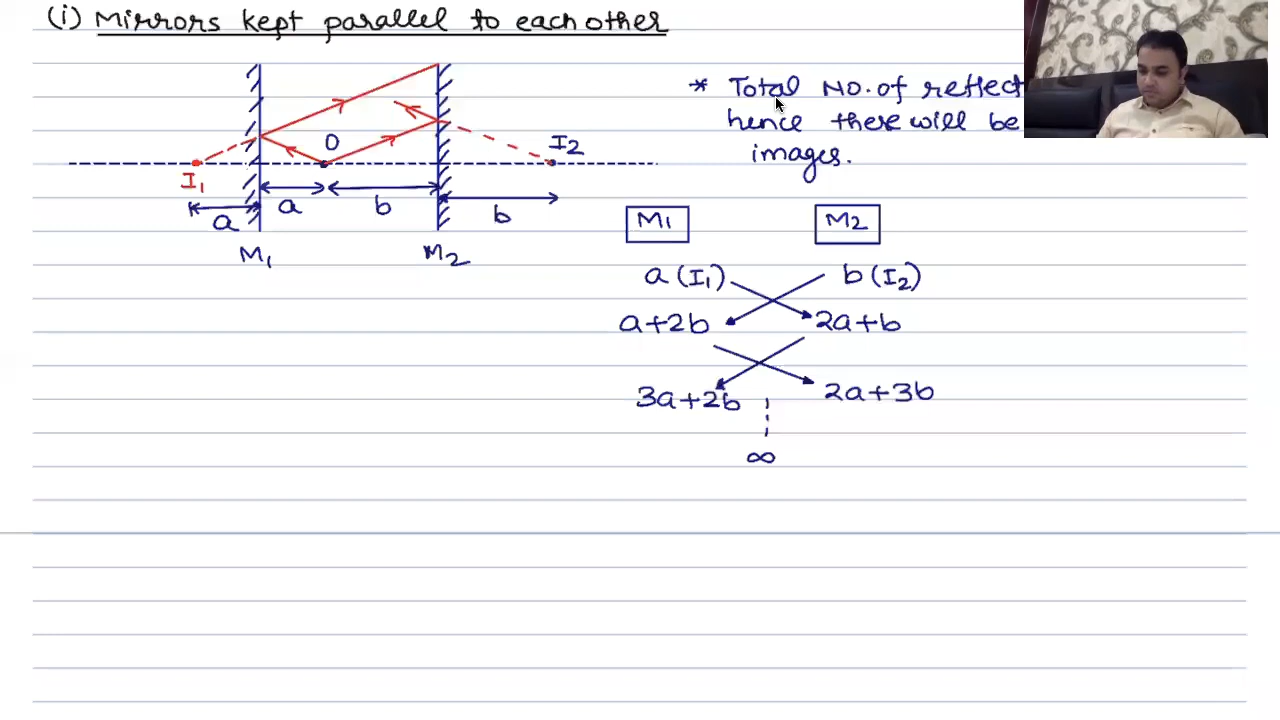 (i) Mirrors kept parallel to each other
* Total No. of reflect
hence there will be
images.
O
I2
I1
a
b
a
b
M1
M2
M1 M2
a (I1) b (I2)
a+2b 2a+b
3a+2b 2a+3b
∞